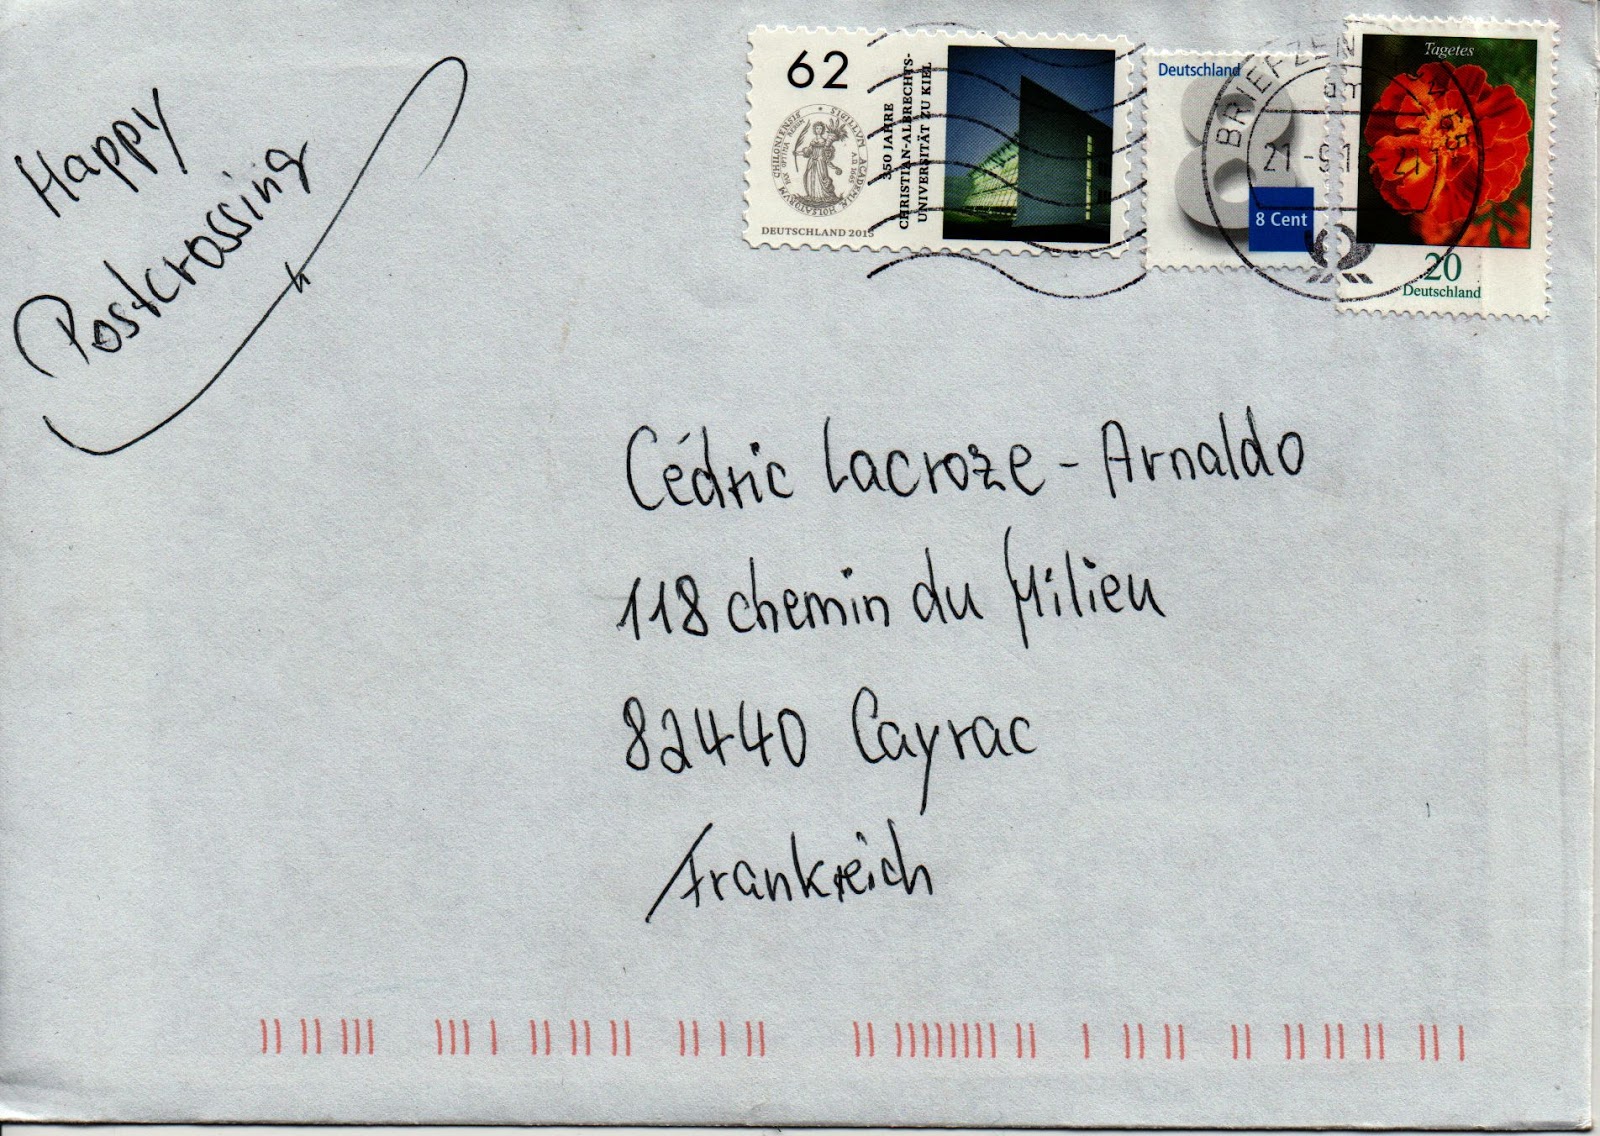 Happy
Postcrossing
62
350 JAHRE
CHRISTIAN-ALBRECHTS-
UNIVERSITÄT ZU KIEL
DEUTSCHLAND 2015
Deutschland
8 Cent
Tagetes
20
Deutschland
BRIEFZEN
21
Cédric Lacroze-Arnaldo
118 chemin du Milieu
82440 Cayrac
Frankreich